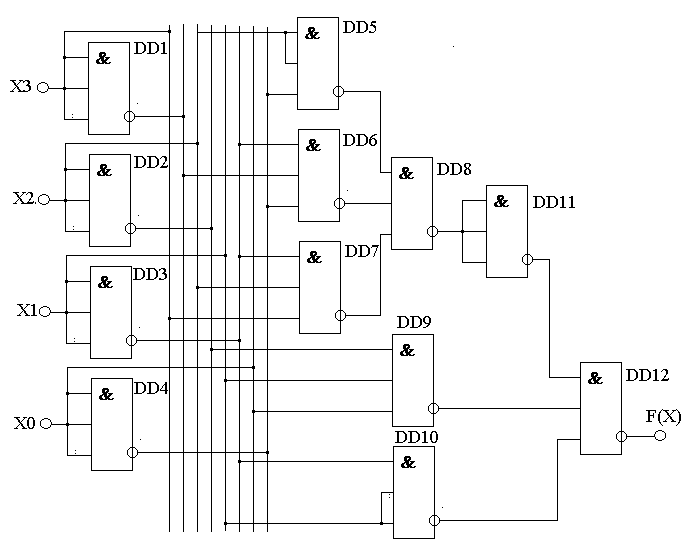 & DD5
X3 & DD1
& DD6
X2 & DD2
& DD8
& DD11
& DD7
X1 & DD3
DD9
&
& DD12
X0 & DD4
F(X)
DD10
&